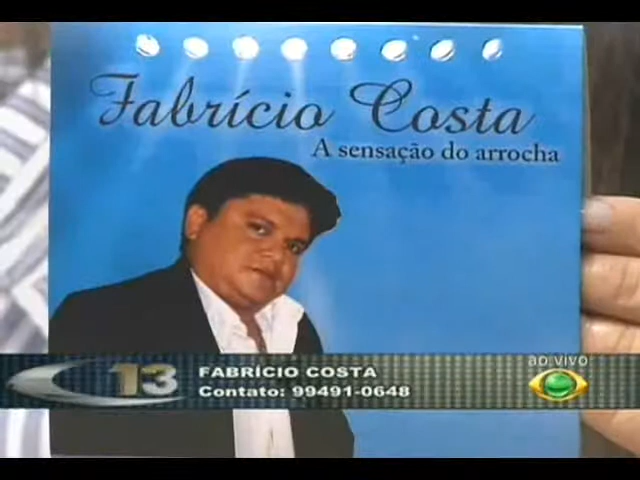 Fabrício Costa
A sensação do arrocha
ao vivo
13
FABRÍCIO COSTA
Contato: 99491-0648